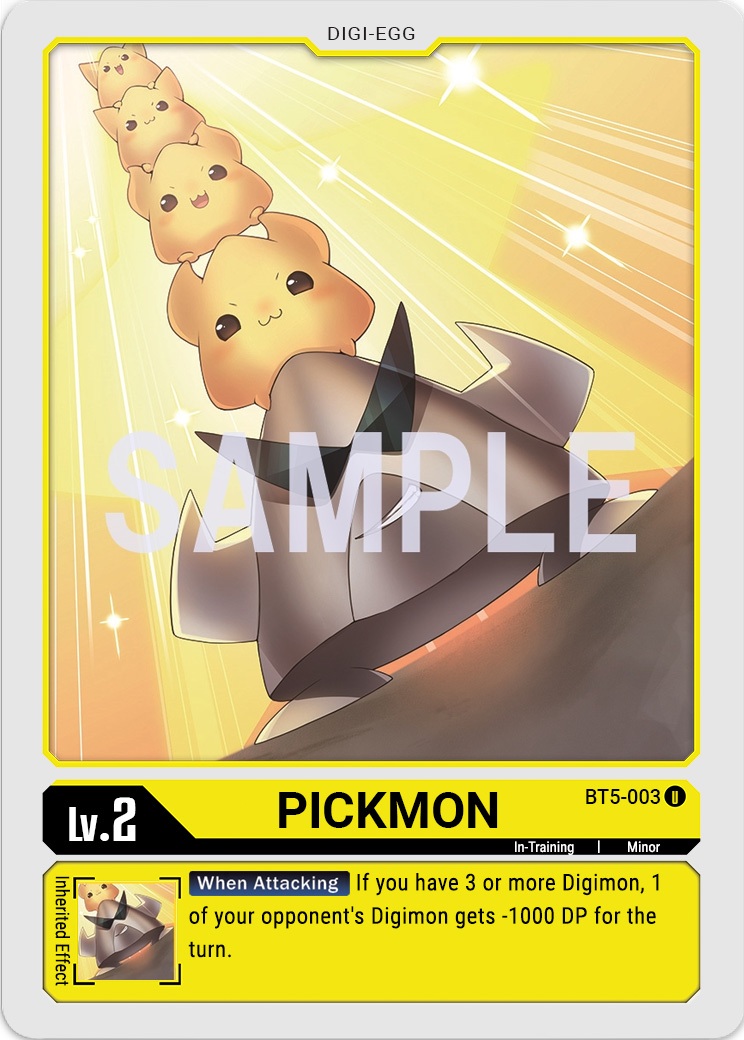 DIGI-EGG
SAMPLE
Lv.2
PICKMON
BT5-003 U
In-Training | Minor
Inherited Effect
When Attacking If you have 3 or more Digimon, 1
of your opponent's Digimon gets -1000 DP for the
turn.